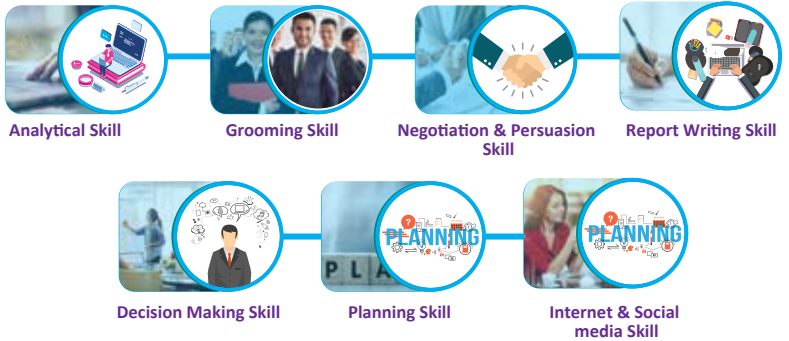 Analytical Skill
Grooming Skill
Negotiation & Persuasion
Skill
Report Writing Skill
?
?
PLANNING
PLANNING
P L A
Decision Making Skill
Planning Skill
Internet & Social
media Skill